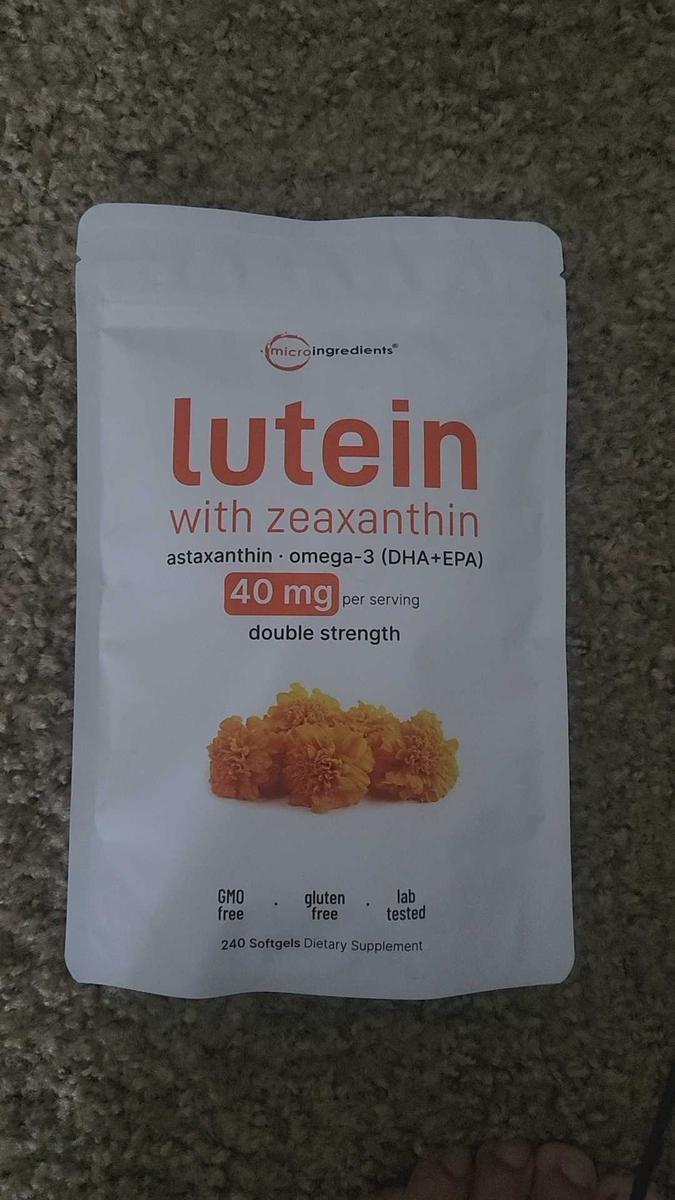 microingredients®
lutein
with zeaxanthin
astaxanthin · omega-3 (DHA+EPA)
40 mg per serving
double strength
GMO free · gluten free · lab tested
240 Softgels Dietary Supplement